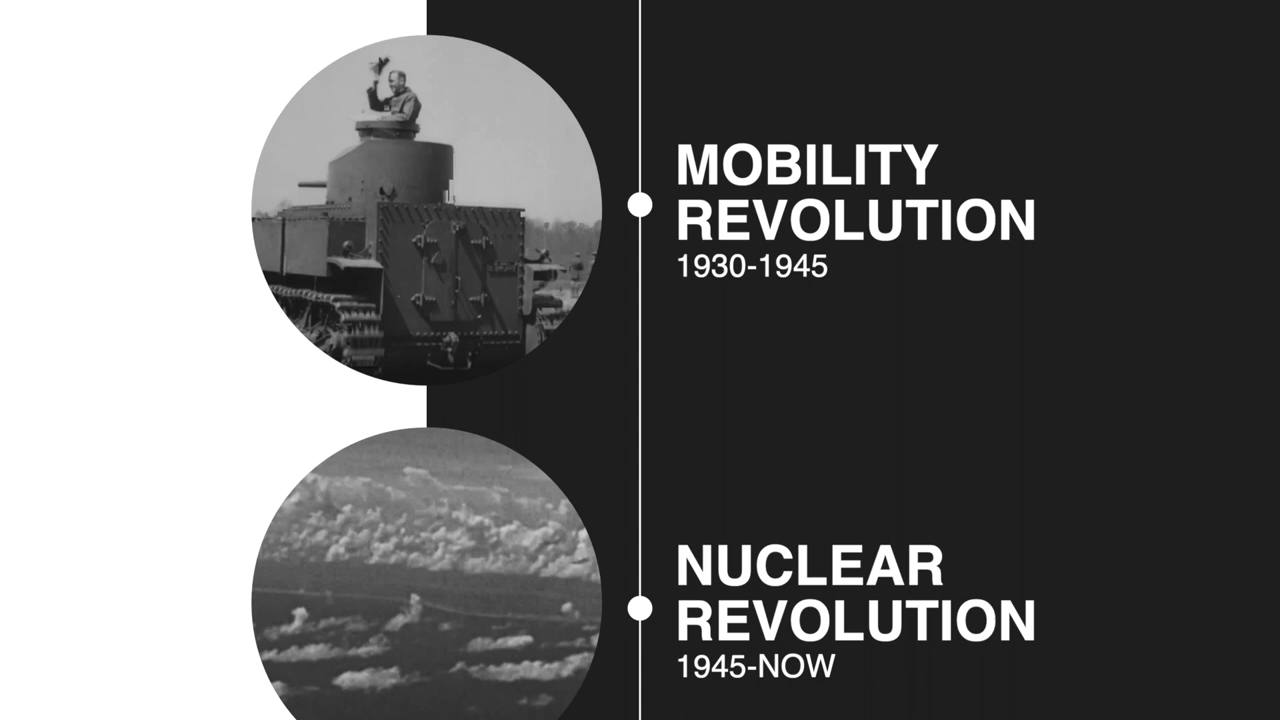 MOBILITY
REVOLUTION
1930-1945
NUCLEAR
REVOLUTION
1945-NOW